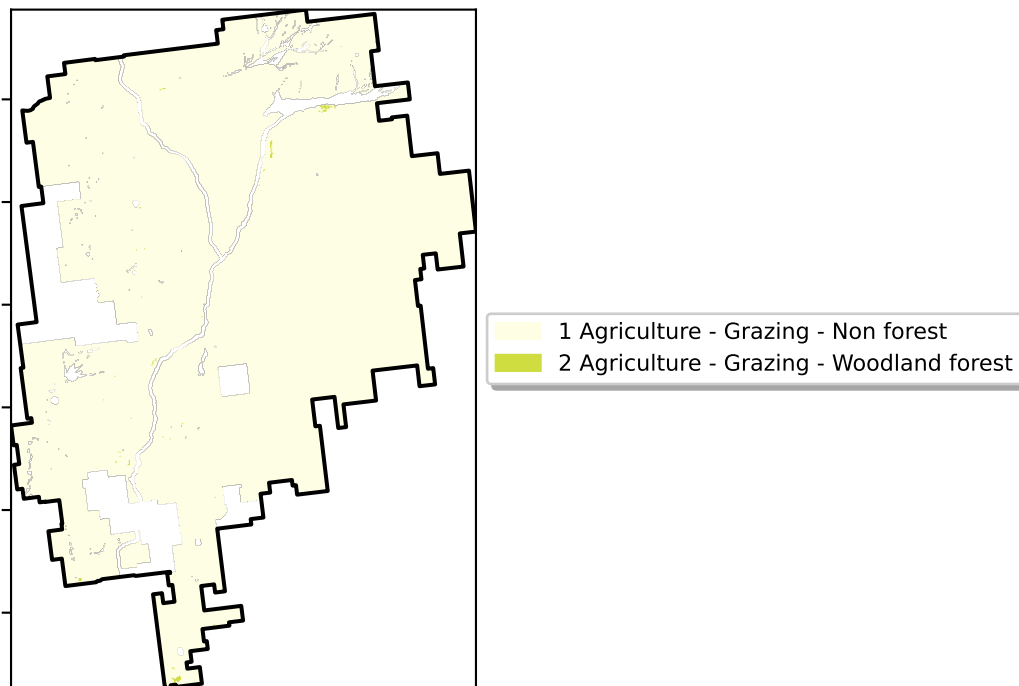 1 Agriculture - Grazing - Non forest
2 Agriculture - Grazing - Woodland forest